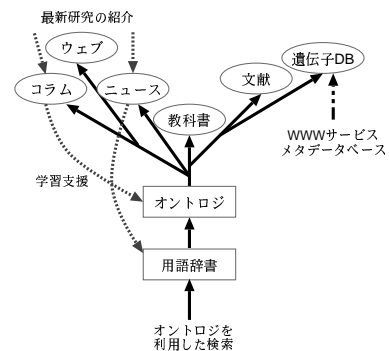 最新研究の紹介
ウェブ
遺伝子DB
コラム
ニュース
文献
教科書
WWWサービス
メタデータベース
学習支援
オントロジ
用語辞書
オントロジを
利用した検索